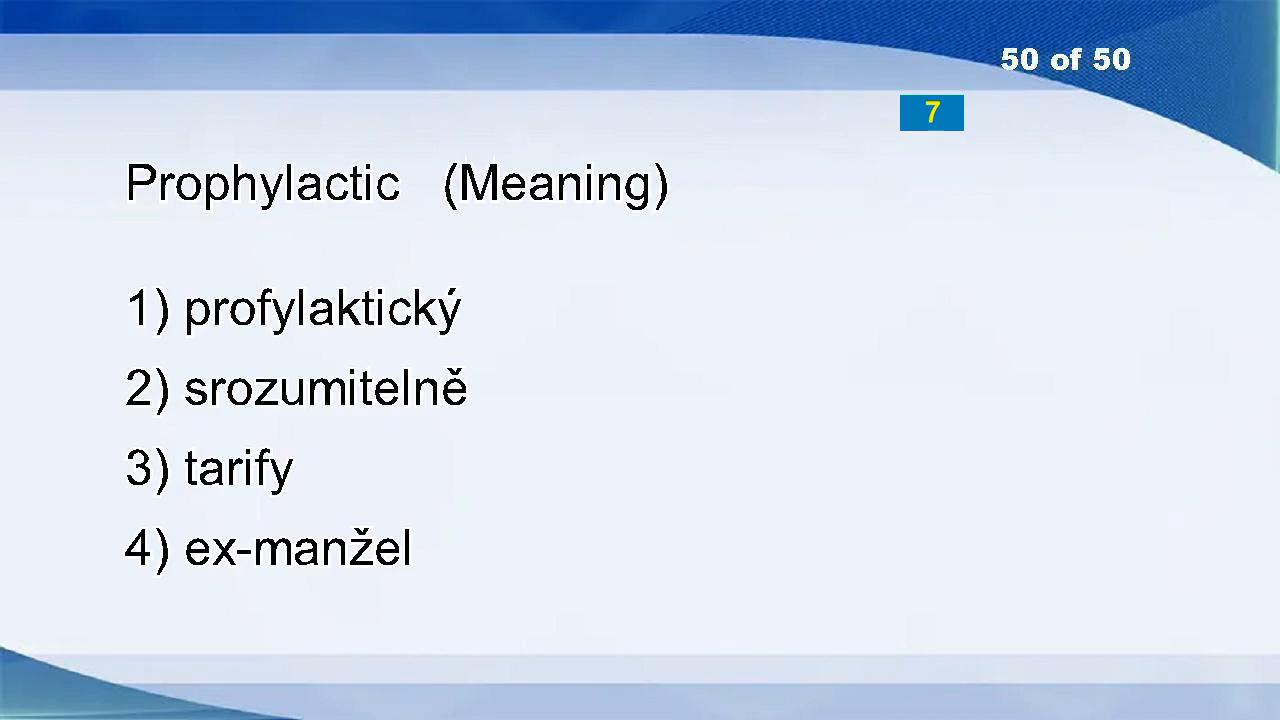 50 of 50
7
Prophylactic (Meaning)
1) profylaktický
2) srozumitelně
3) tarify
4) ex-manžel